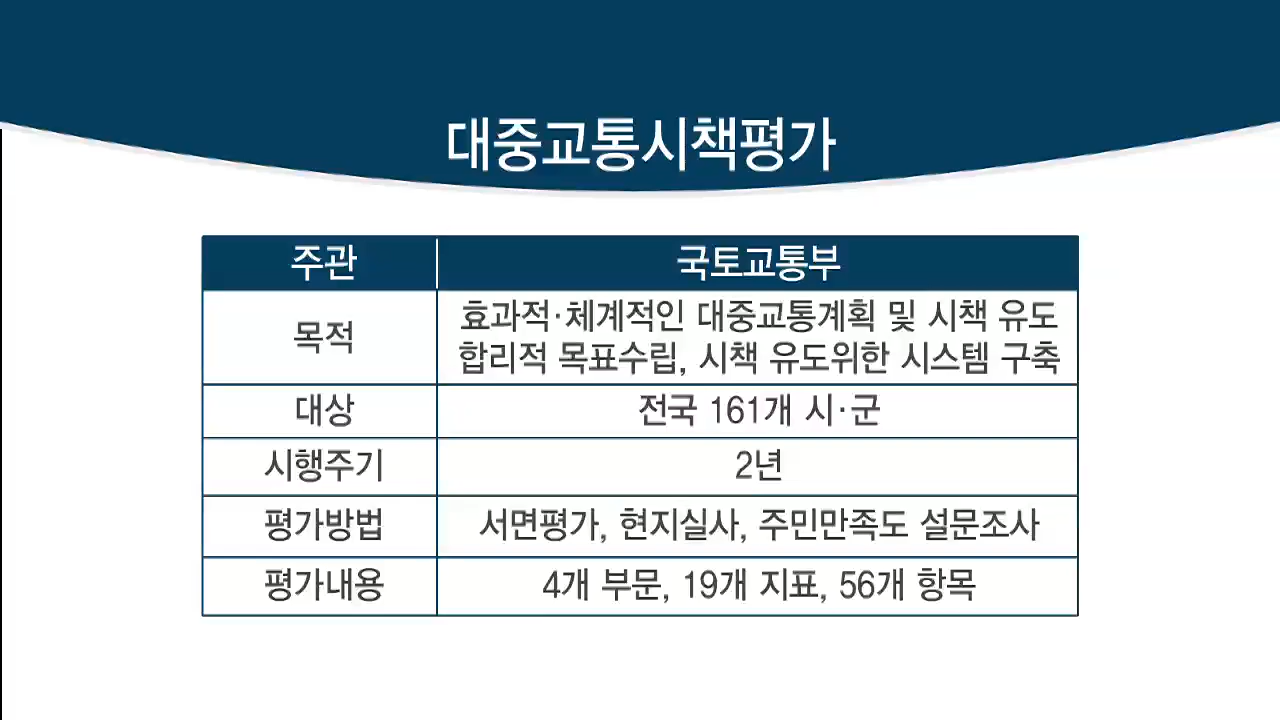 대중교통시책평가
주관 국토교통부
목적 효과적·체계적인 대중교통계획 및 시책 유도
합리적 목표수립, 시책 유도위한 시스템 구축
대상 전국 161개 시·군
시행주기 2년
평가방법 서면평가, 현지실사, 주민만족도 설문조사
평가내용 4개 부문, 19개 지표, 56개 항목